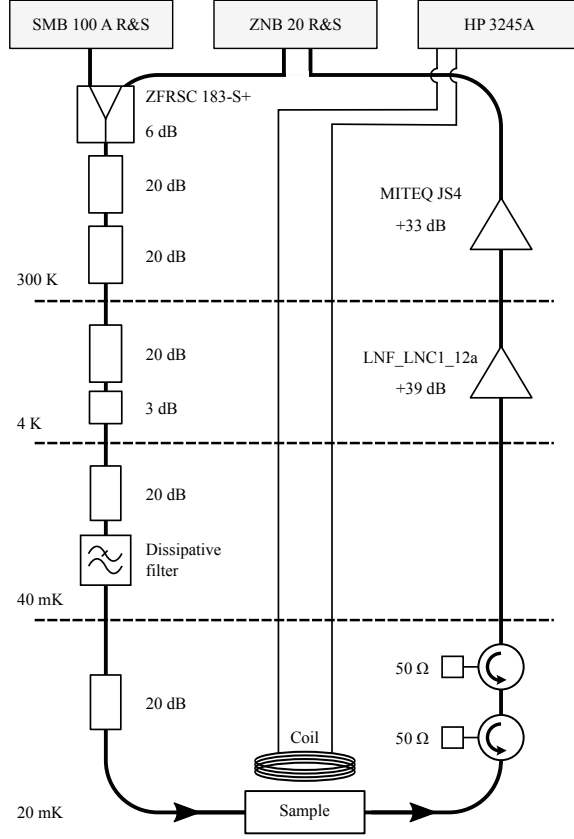 SMB 100 A R&S
ZNB 20 R&S
HP 3245A
ZFRSC 183-S+
6 dB
20 dB
20 dB
300 K
MITEQ JS4
+33 dB
20 dB
3 dB
4 K
LNF_LNC1_12a
+39 dB
20 dB
Dissipative
filter
40 mK
20 dB
50 Ω
50 Ω
Coil
Sample
20 mK